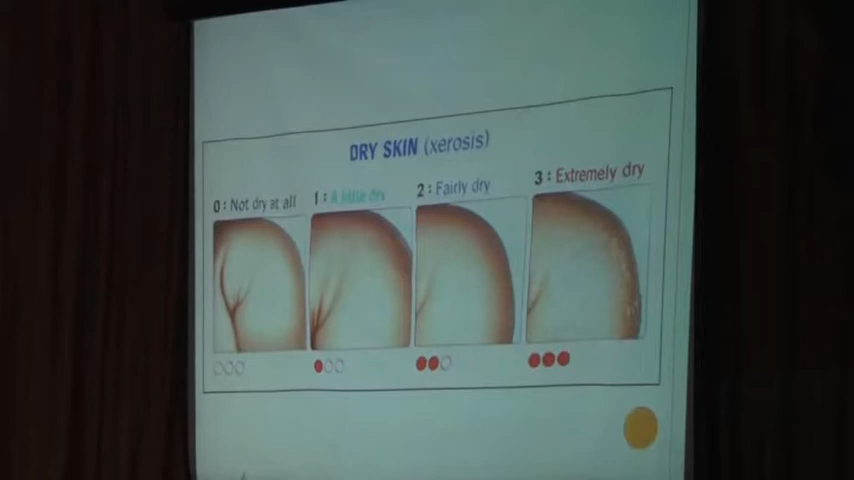 DRY SKIN (xerosis)
0: Not dry at all
1: A little dry
2: Fairly dry
3: Extremely dry